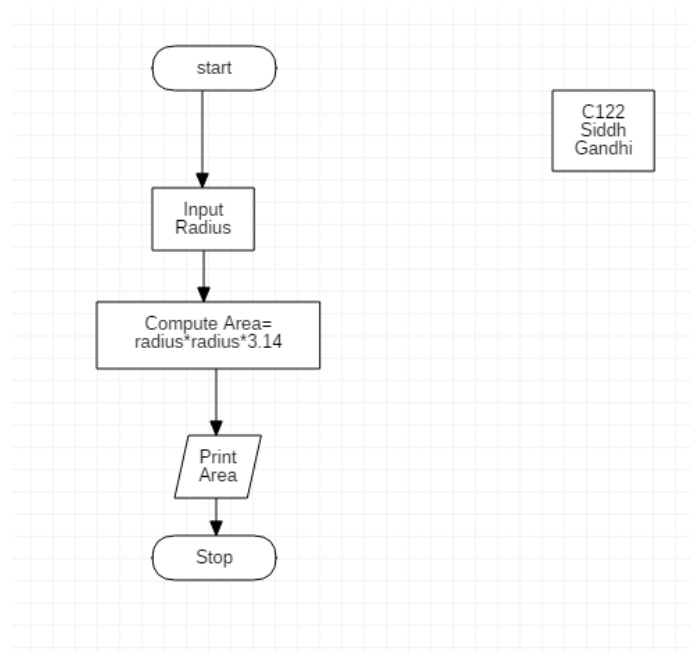 start
C122
Siddh
Gandhi
Input
Radius
Compute Area=
radius*radius*3.14
Print
Area
Stop